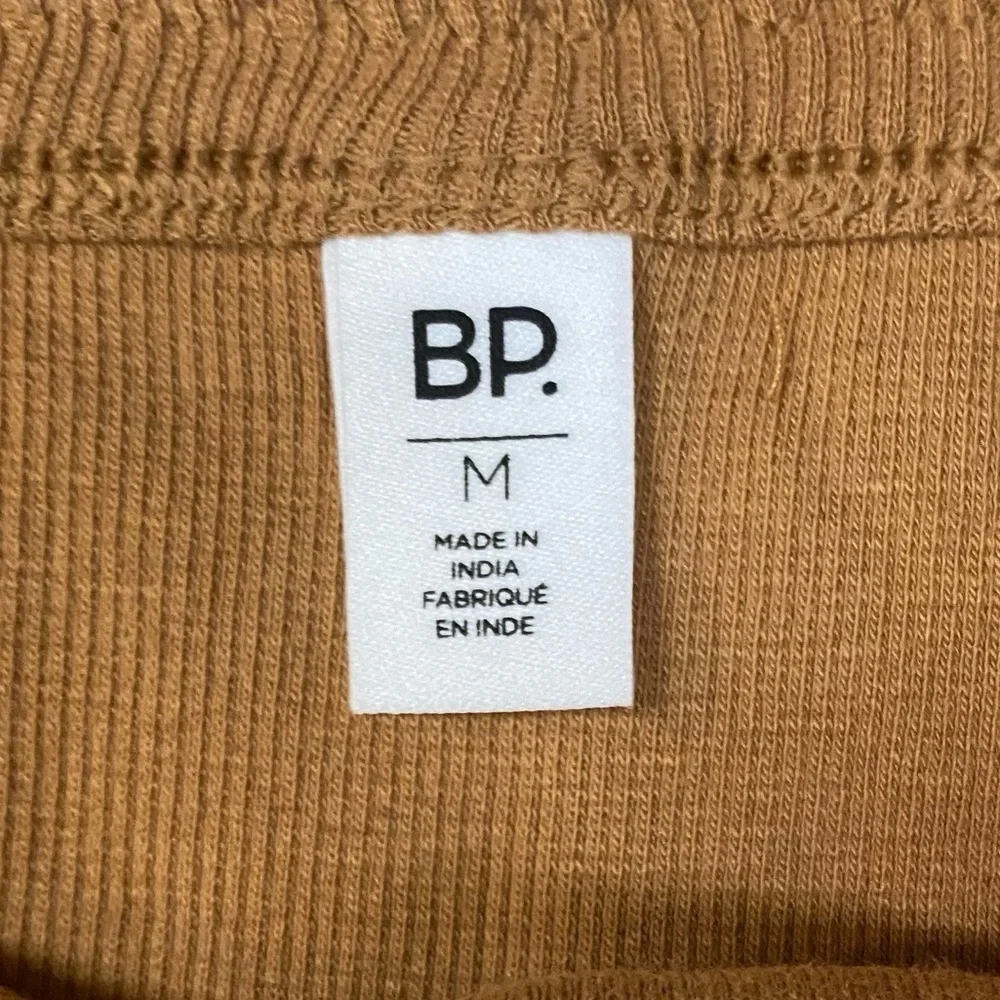 BP.
M
MADE IN
INDIA
FABRIQUÉ
EN INDE